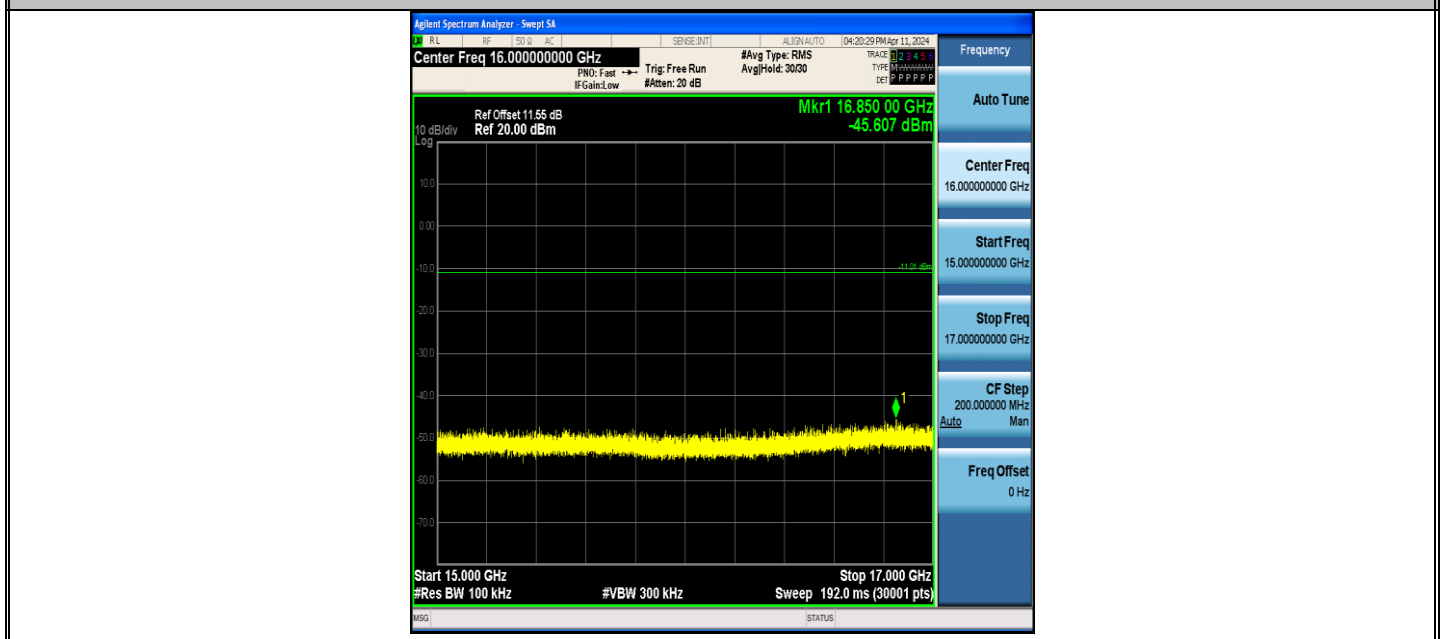 Agilent Spectrum Analyzer - Swept SA
RL RF 50 Ω AC SENSE:INT ALIGN AUTO 04:20:29 PM Apr 11, 2024
Center Freq 16.000000000 GHz
PNO: Fast
IFGain:Low
Trig: Free Run
#Atten: 20 dB
#Avg Type: RMS
Avg|Hold: 30/30
TRACE 1 2 3 4 5 6
TYPE
DET P P P P P P
Mkr1 16.850 00 GHz
-45.607 dBm
Ref Offset 11.55 dB
10 dB/div Ref 20.00 dBm
Log
10.0
0.00
-10.0
-11.01 dBm
-20.0
-30.0
-40.0
1
-50.0
-60.0
-70.0
Start 15.000 GHz Stop 17.000 GHz
#Res BW 100 kHz #VBW 300 kHz Sweep 192.0 ms (30001 pts)
MSG STATUS
Frequency
Auto Tune
Center Freq
16.000000000 GHz
Start Freq
15.000000000 GHz
Stop Freq
17.000000000 GHz
CF Step
200.000000 MHz
Auto Man
Freq Offset
0 Hz